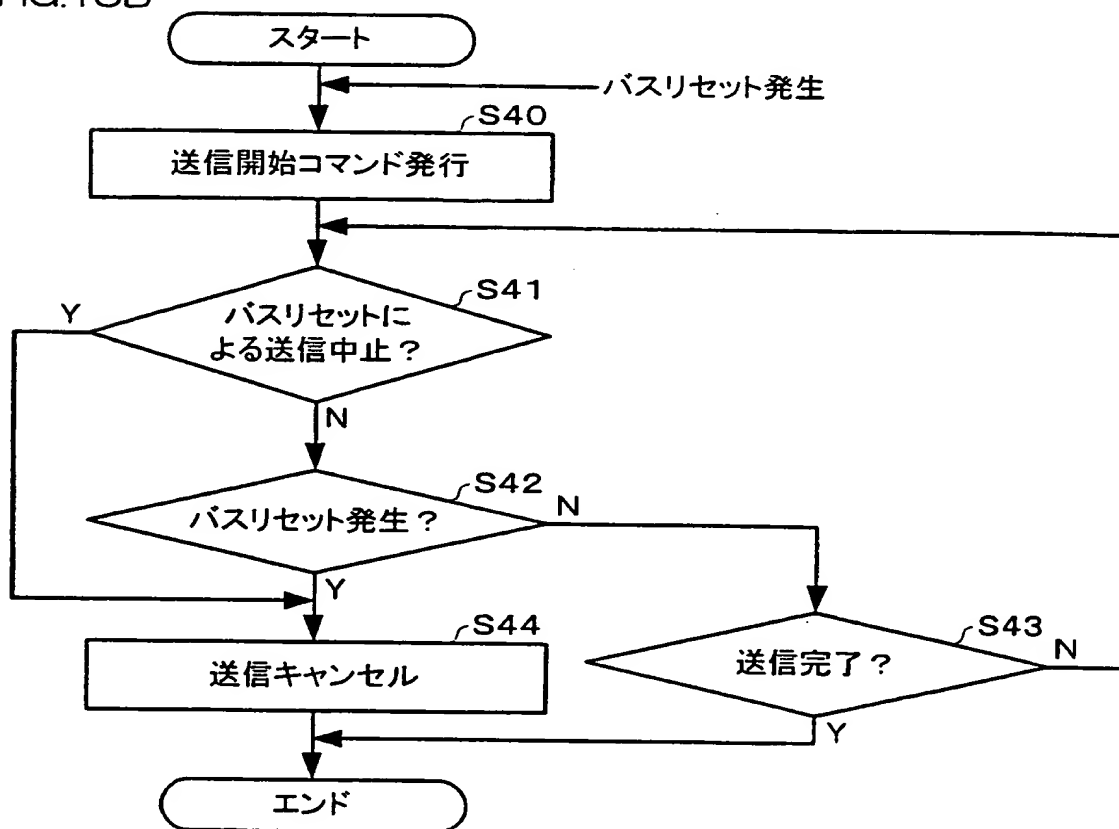 スタート
バスリセット発生
S40
送信開始コマンド発行
S41
Y
バスリセットに
よる送信中止?
N
S42
バスリセット発生?
N
Y
S44
送信キャンセル
S43
送信完了?
N
Y
エンド